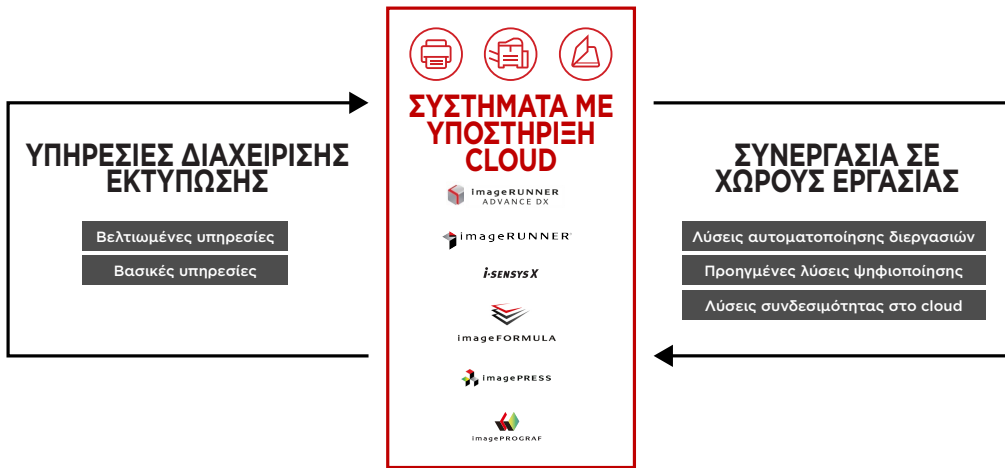 ΥΠΗΡΕΣΙΕΣ ΔΙΑΧΕΙΡΙΣΗΣ
ΕΚΤΥΠΩΣΗΣ
Βελτιωμένες υπηρεσίες
Βασικές υπηρεσίες
ΣΥΣΤΗΜΑΤΑ ΜΕ
ΥΠΟΣΤΗΡΙΞΗ
CLOUD
imageRUNNER
ADVANCE DX
imageRUNNER
i-SENSYS X
imageFORMULA
imagePRESS
imagePROGRAF
ΣΥΝΕΡΓΑΣΙΑ ΣΕ
ΧΩΡΟΥΣ ΕΡΓΑΣΙΑΣ
Λύσεις αυτοματοποίησης διεργασιών
Προηγμένες λύσεις ψηφιοποίησης
Λύσεις συνδεσιμότητας στο cloud